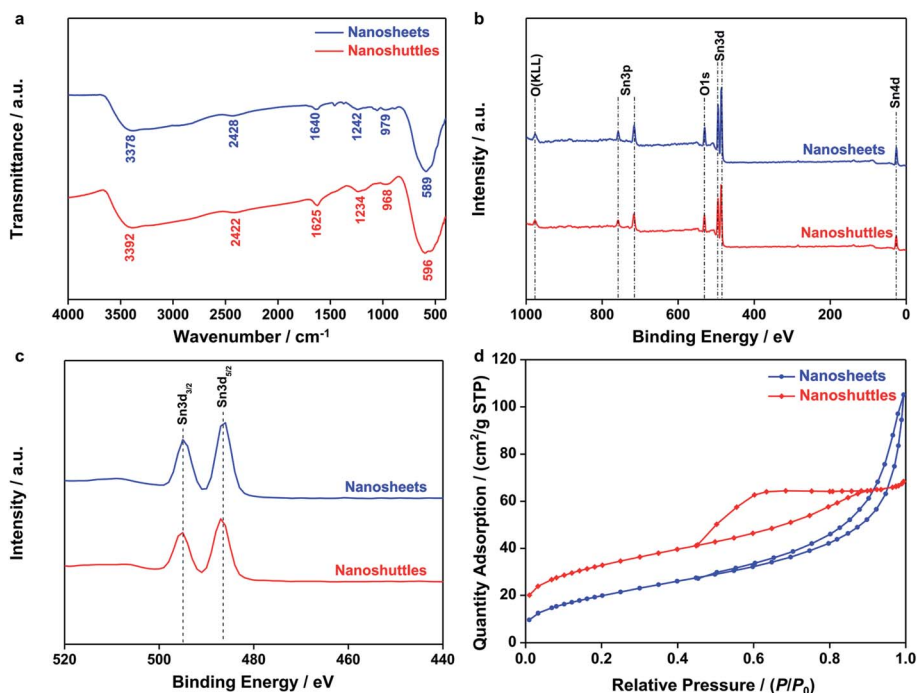 a
Nanosheets
Nanoshuttles
Transmittance / a.u.
3378
2428
1640
1242
979
589
3392
2422
1625
1234
968
596
4000 3500 3000 2500 2000 1500 1000 500
Wavenumber / cm⁻¹
b
O(KLL)
Sn3p
O1s
Sn3d
Sn4d
Intensity / a.u.
Nanosheets
Nanoshuttles
1000 800 600 400 200 0
Binding Energy / eV
c
Sn3d3/2
Sn3d5/2
Intensity / a.u.
Nanosheets
Nanoshuttles
520 500 480 460 440
Binding Energy / eV
d
Nanosheets
Nanoshuttles
Quantity Adsorption / (cm²/g STP)
120
100
80
60
40
20
0
0.0 0.2 0.4 0.6 0.8 1.0
Relative Pressure / (P/P₀)